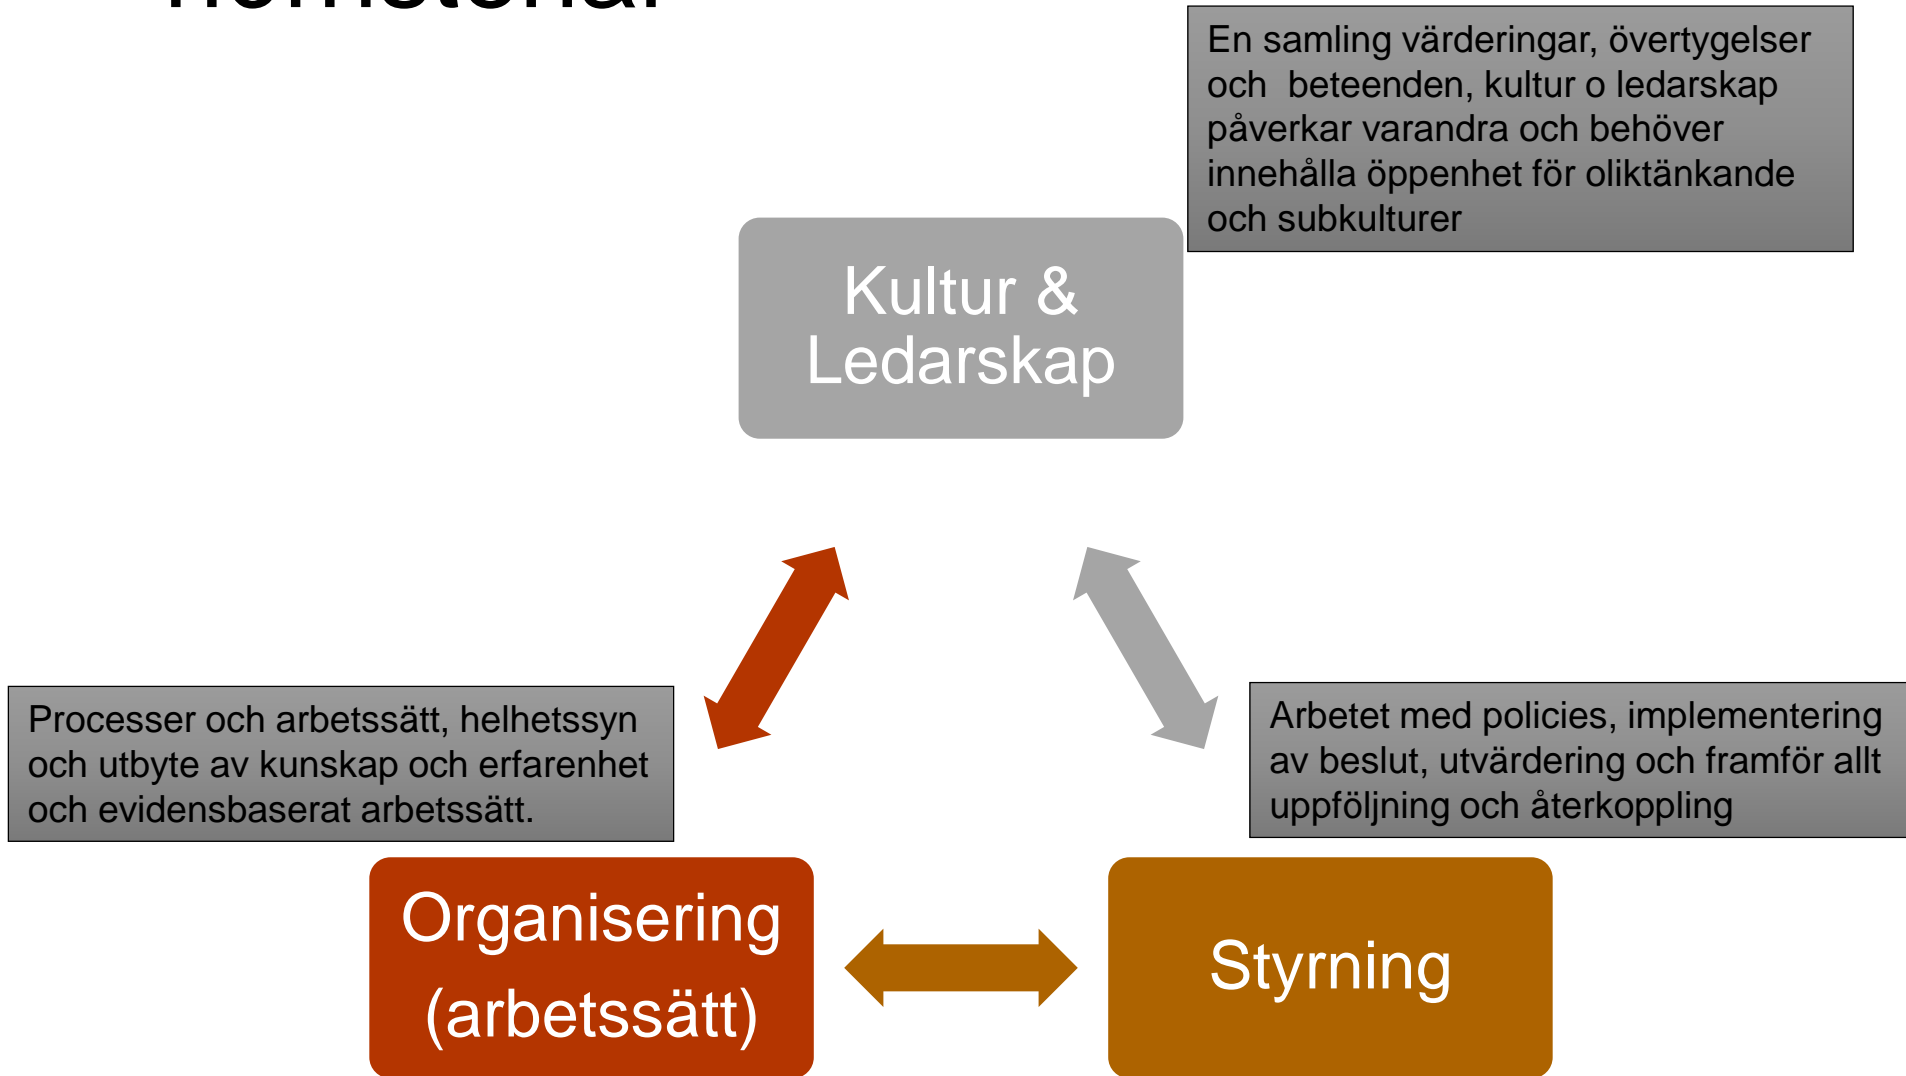 En samling värderingar, övertygelser
och beteenden, kultur o ledarskap
påverkar varandra och behöver
innehålla öppenhet för oliktänkande
och subkulturer
Kultur &
Ledarskap
Processer och arbetssätt, helhetssyn
och utbyte av kunskap och erfarenhet
och evidensbaserat arbetssätt.
Arbetet med policies, implementering
av beslut, utvärdering och framför allt
uppföljning och återkoppling
Organisering
(arbetssätt)
Styrning